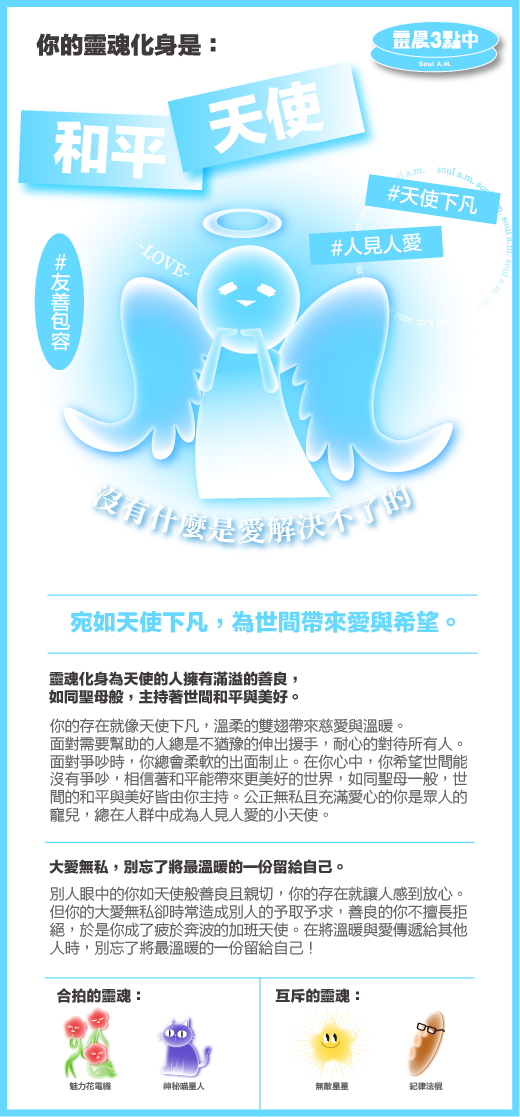 你的靈魂化身是：
靈晨3點中
Soul A.M.
和平
天使
soul a.m.
#天使下凡
#人見人愛
-LOVE-
#友善包容
沒有什麼是愛解決不了的
宛如天使下凡，為世間帶來愛與希望。
靈魂化身為天使的人擁有滿溢的善良，
如同聖母般，主持著世間和平與美好。
你的存在就像天使下凡，溫柔的雙翅帶來慈愛與溫暖。
面對需要幫助的人總是不猶豫的伸出援手，耐心的對待所有人。
面對爭吵時，你總會柔軟的出面制止。在你心中，你希望世間能
沒有爭吵，相信著和平能帶來更美好的世界，如同聖母一般，世
間的和平與美好皆由你主持。公正無私且充滿愛心的你是眾人的
寵兒，總在人群中成為人見人愛的小天使。
大愛無私，別忘了將最溫暖的一份留給自己。
別人眼中的你如天使般善良且親切，你的存在就讓人感到放心。
但你的大愛無私卻時常造成別人的予取予求，善良的你不擅長拒
絕，於是你成了疲於奔波的加班天使。在將溫暖與愛傳遞給其他
人時，別忘了將最溫暖的一份留給自己！
合拍的靈魂：
互斥的靈魂：
魅力花電機
神秘喵星人
無敵星星
紀律法棍